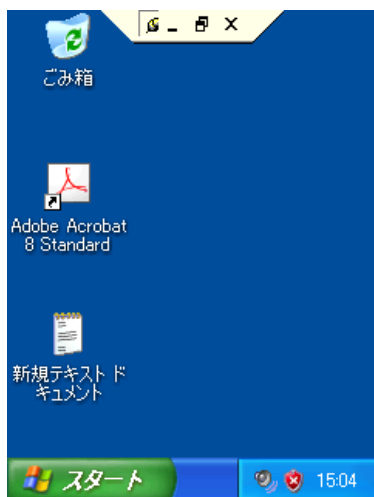 ごみ箱
Adobe Acrobat
8 Standard
新規テキスト ド
キュメント
スタート
15:04